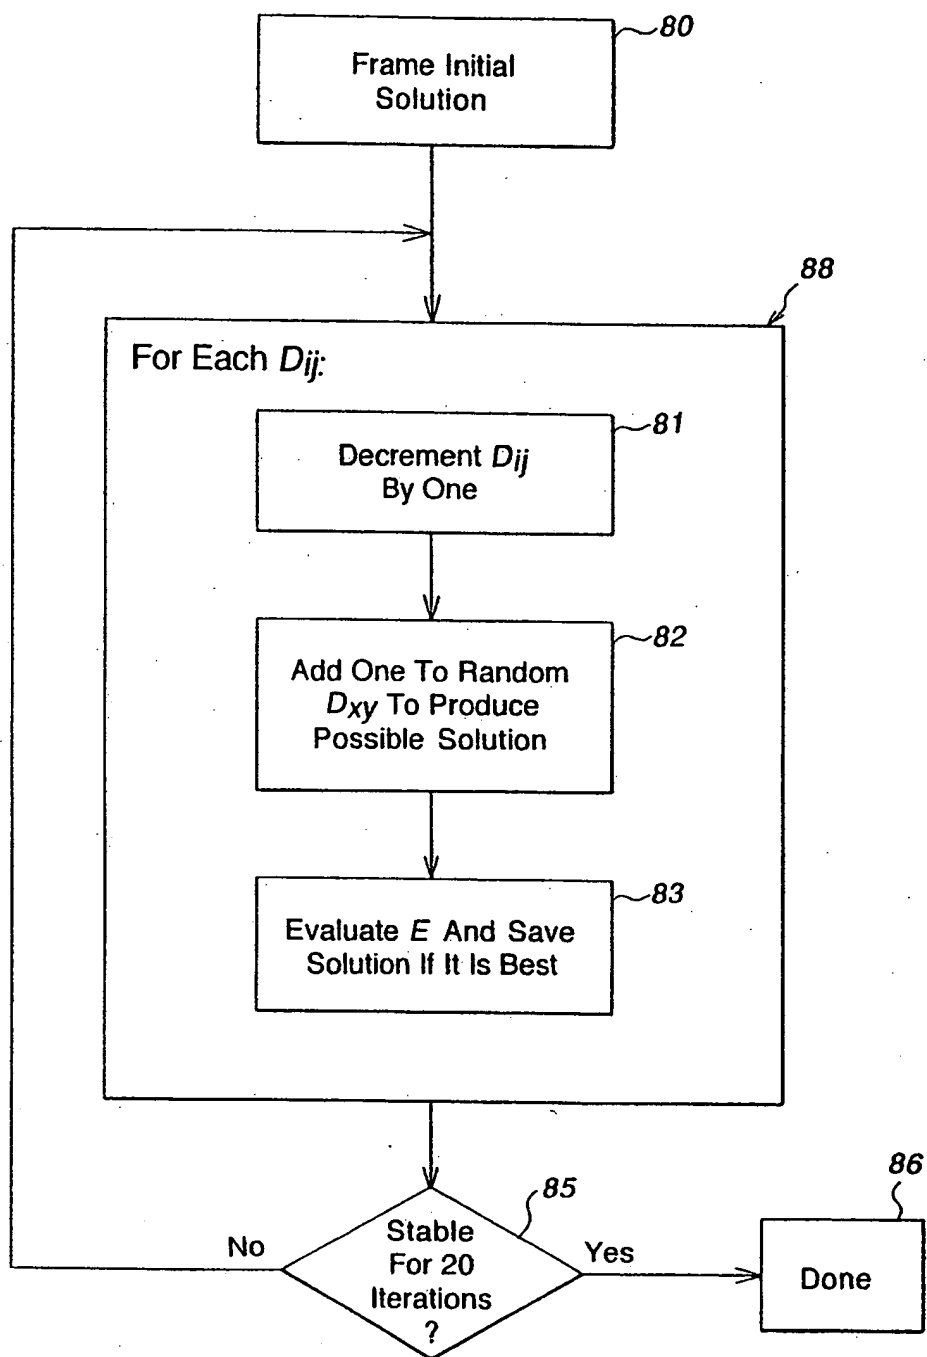 80
Frame Initial
Solution
88
For Each Dij:
81
Decrement Dij
By One
82
Add One To Random
Dxy To Produce
Possible Solution
83
Evaluate E And Save
Solution If It Is Best
85
86
Stable
For 20
Iterations
?
No
Yes
Done